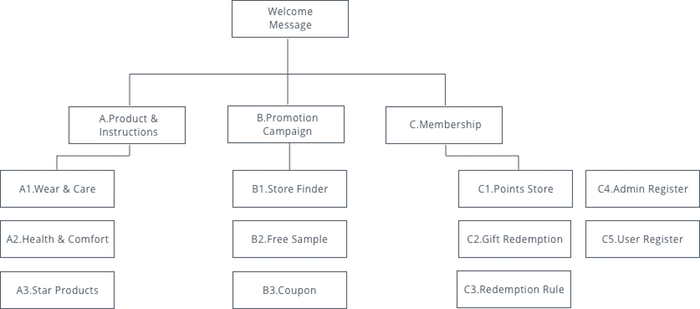 Welcome
Message
A.Product &
Instructions
B.Promotion
Campaign
C.Membership
A1.Wear & Care
B1.Store Finder
C1.Points Store
C4.Admin Register
A2.Health & Comfort
B2.Free Sample
C2.Gift Redemption
C5.User Register
A3.Star Products
B3.Coupon
C3.Redemption Rule